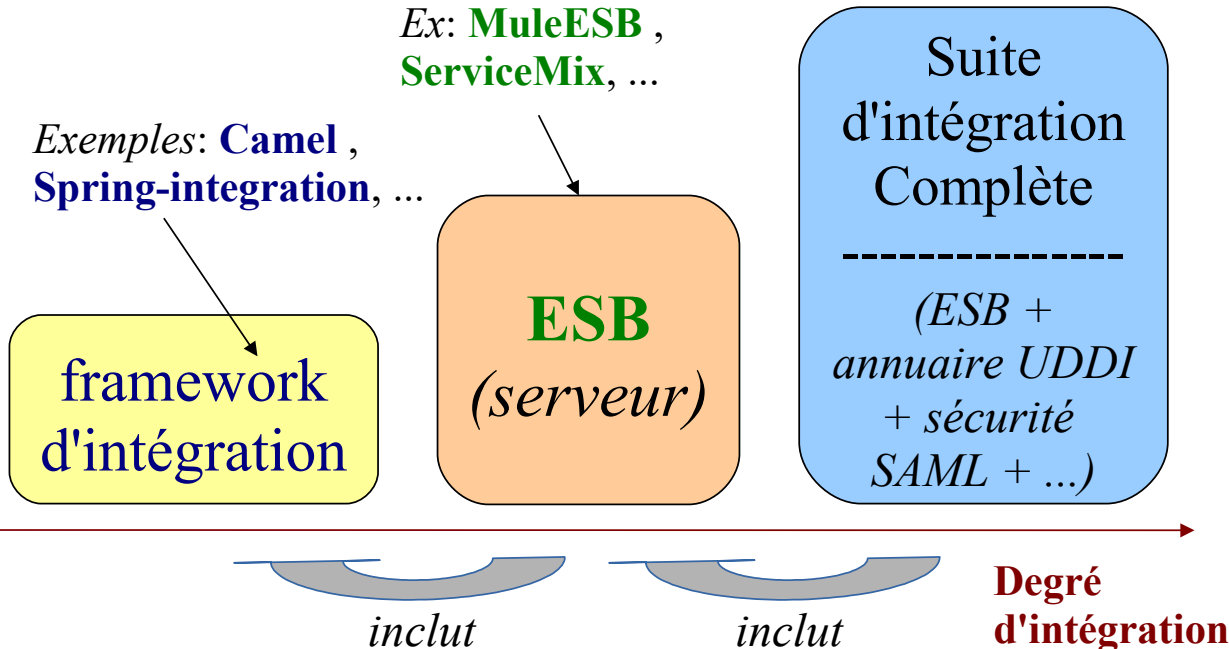 Ex: MuleESB ,
ServiceMix, ...
Exemples: Camel ,
Spring-integration, ...
framework
d'intégration
ESB
(serveur)
Suite
d'intégration
Complète
---------------
(ESB +
annuaire UDDI
+ sécurité
SAML + ...)
inclut
inclut
Degré
d'intégration